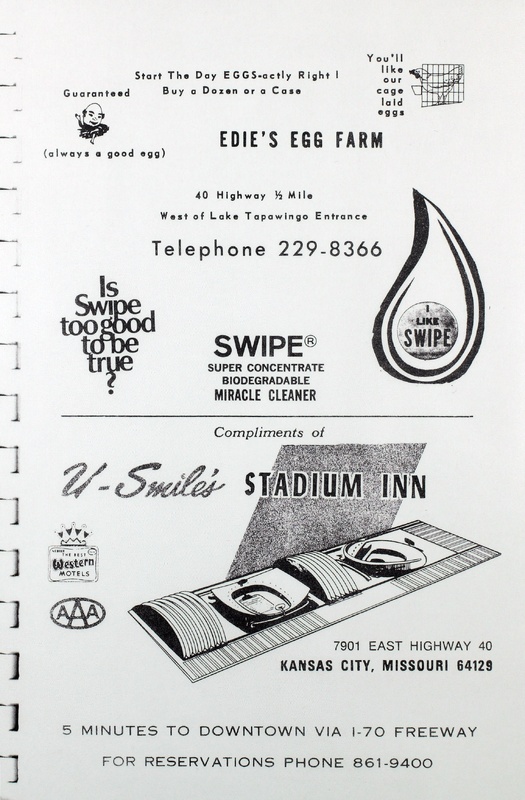 Start The Day EGGS-actly Right !
Buy a Dozen or a Case
Guaranteed
(always a good egg)
You'll
like
our
cage
laid
eggs
EDIE'S EGG FARM
40 Highway ½ Mile
West of Lake Tapawingo Entrance
Telephone 229-8366
Is
Swipe
too good
to be
true
?
SWIPE®
SUPER CONCENTRATE
BIODEGRADABLE
MIRACLE CLEANER
I
LIKE
SWIPE
Compliments of
U-Smile's STADIUM INN
THE BEST
Western
MOTELS
AAA
7901 EAST HIGHWAY 40
KANSAS CITY, MISSOURI 64129
5 MINUTES TO DOWNTOWN VIA I-70 FREEWAY
FOR RESERVATIONS PHONE 861-9400